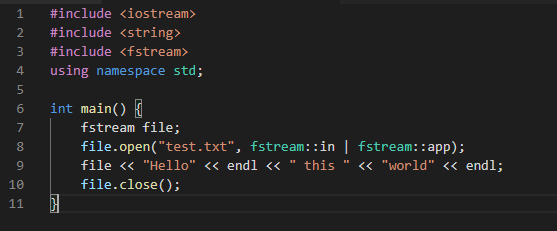 1 #include <iostream>
2 #include <string>
3 #include <fstream>
4 using namespace std;
5
6 int main() {
7     fstream file;
8     file.open("test.txt", fstream::in | fstream::app);
9     file << "Hello" << endl << " this " << "world" << endl;
10     file.close();
11 }